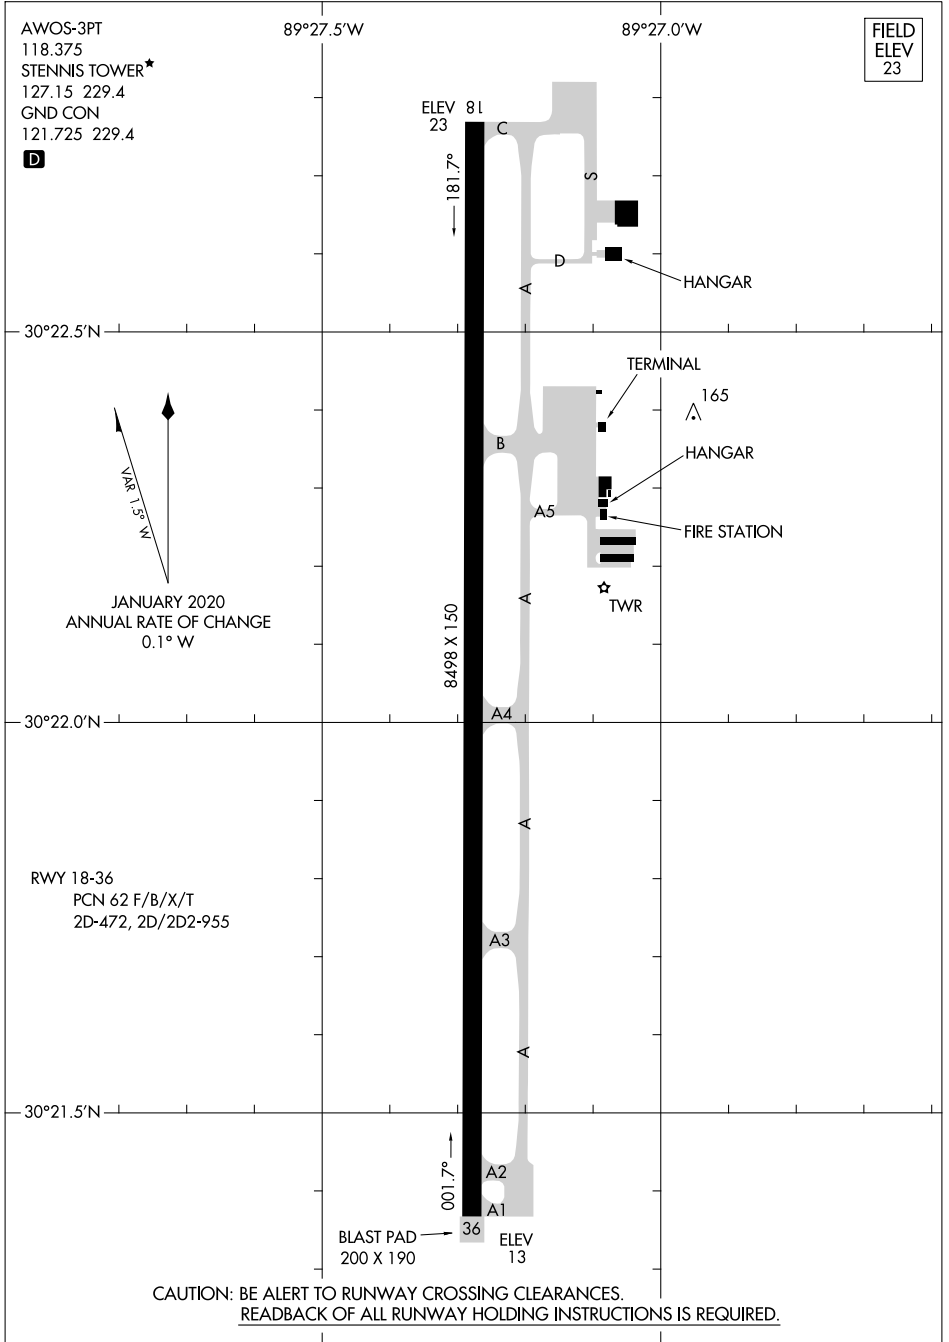 AWOS-3PT
118.375
STENNIS TOWER★
127.15 229.4
GND CON
121.725 229.4
D
89°27.5'W
89°27.0'W
FIELD
ELEV
23
ELEV
23
18
C
181.7°
S
D
HANGAR
A
30°22.5'N
TERMINAL
165
B
HANGAR
VAR 1.5° W
A5
FIRE STATION
JANUARY 2020
ANNUAL RATE OF CHANGE
0.1° W
A
TWR
8498 X 150
A4
30°22.0'N
A
RWY 18-36
PCN 62 F/B/X/T
2D-472, 2D/2D2-955
A3
A
30°21.5'N
001.7°
A2
A1
36
BLAST PAD
200 X 190
ELEV
13
CAUTION: BE ALERT TO RUNWAY CROSSING CLEARANCES.
READBACK OF ALL RUNWAY HOLDING INSTRUCTIONS IS REQUIRED.